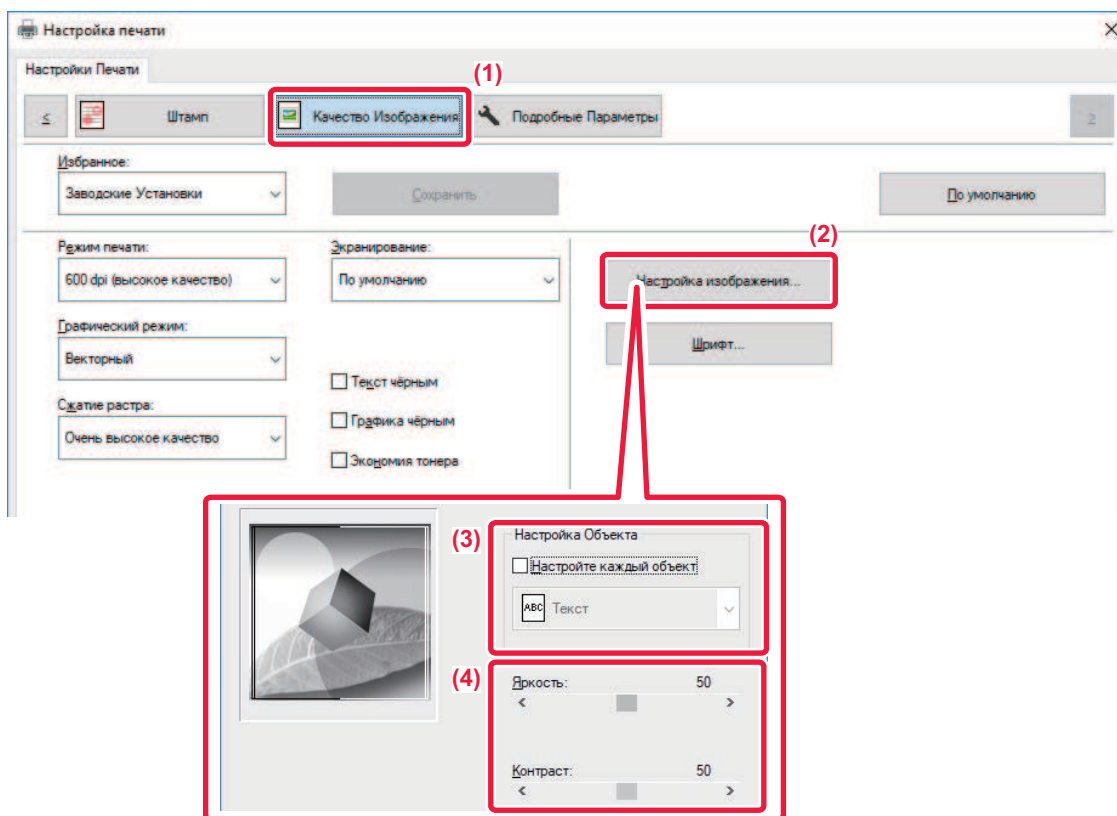 Настройка печати
Настройки Печати
(1)
≤ Штамп Качество Изображения Подробные Параметры ≥
Избранное:
Заводские Установки Сохранить По умолчанию
(2)
Режим печати: Экранирование:
600 dpi (высокое качество) По умолчанию Настройка изображения...
Графический режим: Шрифт...
Векторный
Текст чёрным
Сжатие растра:
Графика чёрным
Очень высокое качество
Экономия тонера
(3) Настройка Объекта
Настройте каждый объект
ABC Текст
(4) Яркость: 50
< >
Контраст: 50
< >